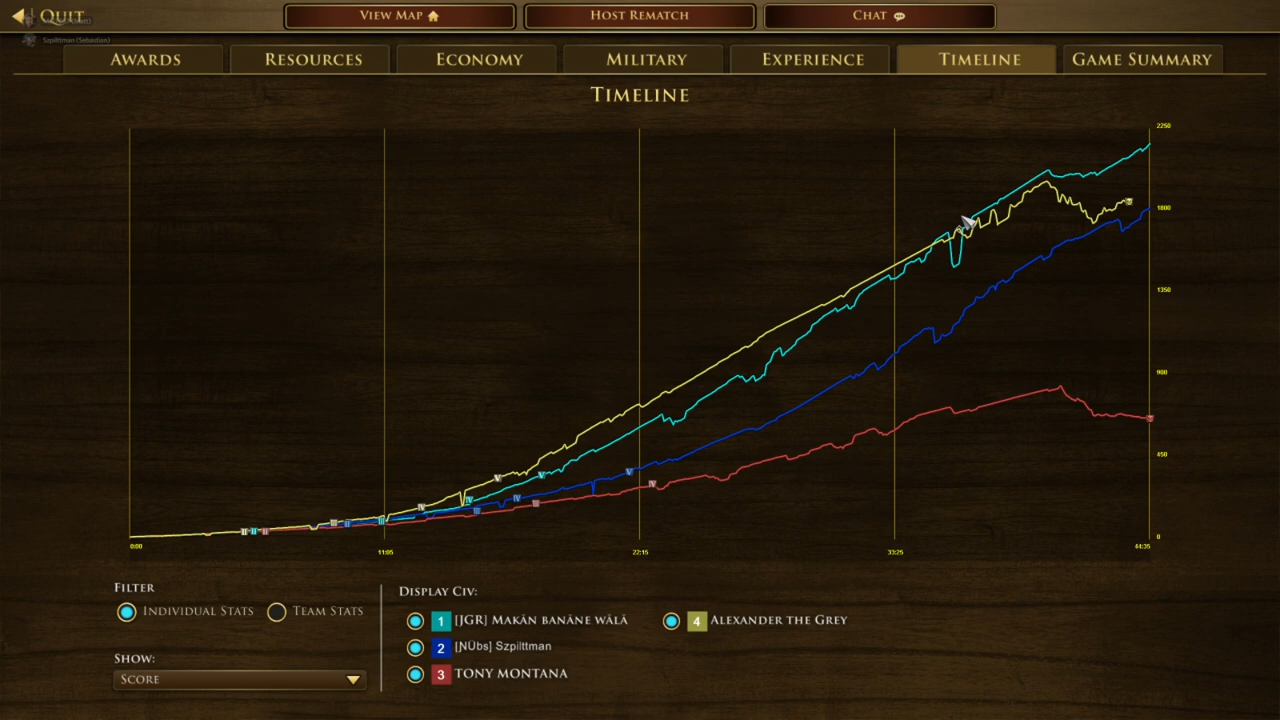 Quit
View Map
Host Rematch
Chat
Szpilttman (Sebastian)
Awards
Resources
Economy
Military
Experience
Timeline
Game Summary
Timeline
2250
1800
1350
900
450
0
0:00
11:05
22:15
33:25
44:35
Filter
Individual Stats
Team Stats
Show:
Score
Display Civ:
1 [JGR] Makân banâne wâlâ
2 [NÜbs] Szpilttman
3 TONY MONTANA
4 Alexander the Grey